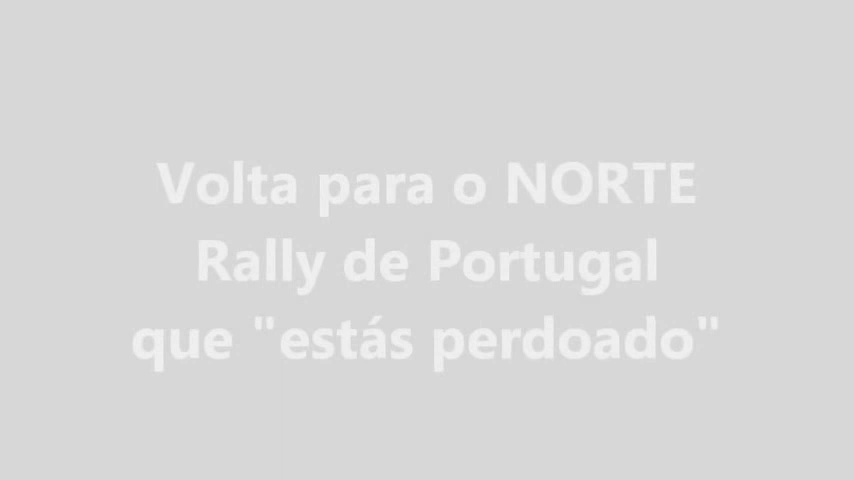 Volta para o NORTE
Rally de Portugal
que "estás perdoado"